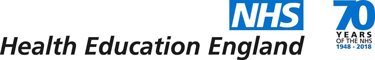 NHS
Health Education England
70
YEARS
OF THE NHS
1948 - 2018